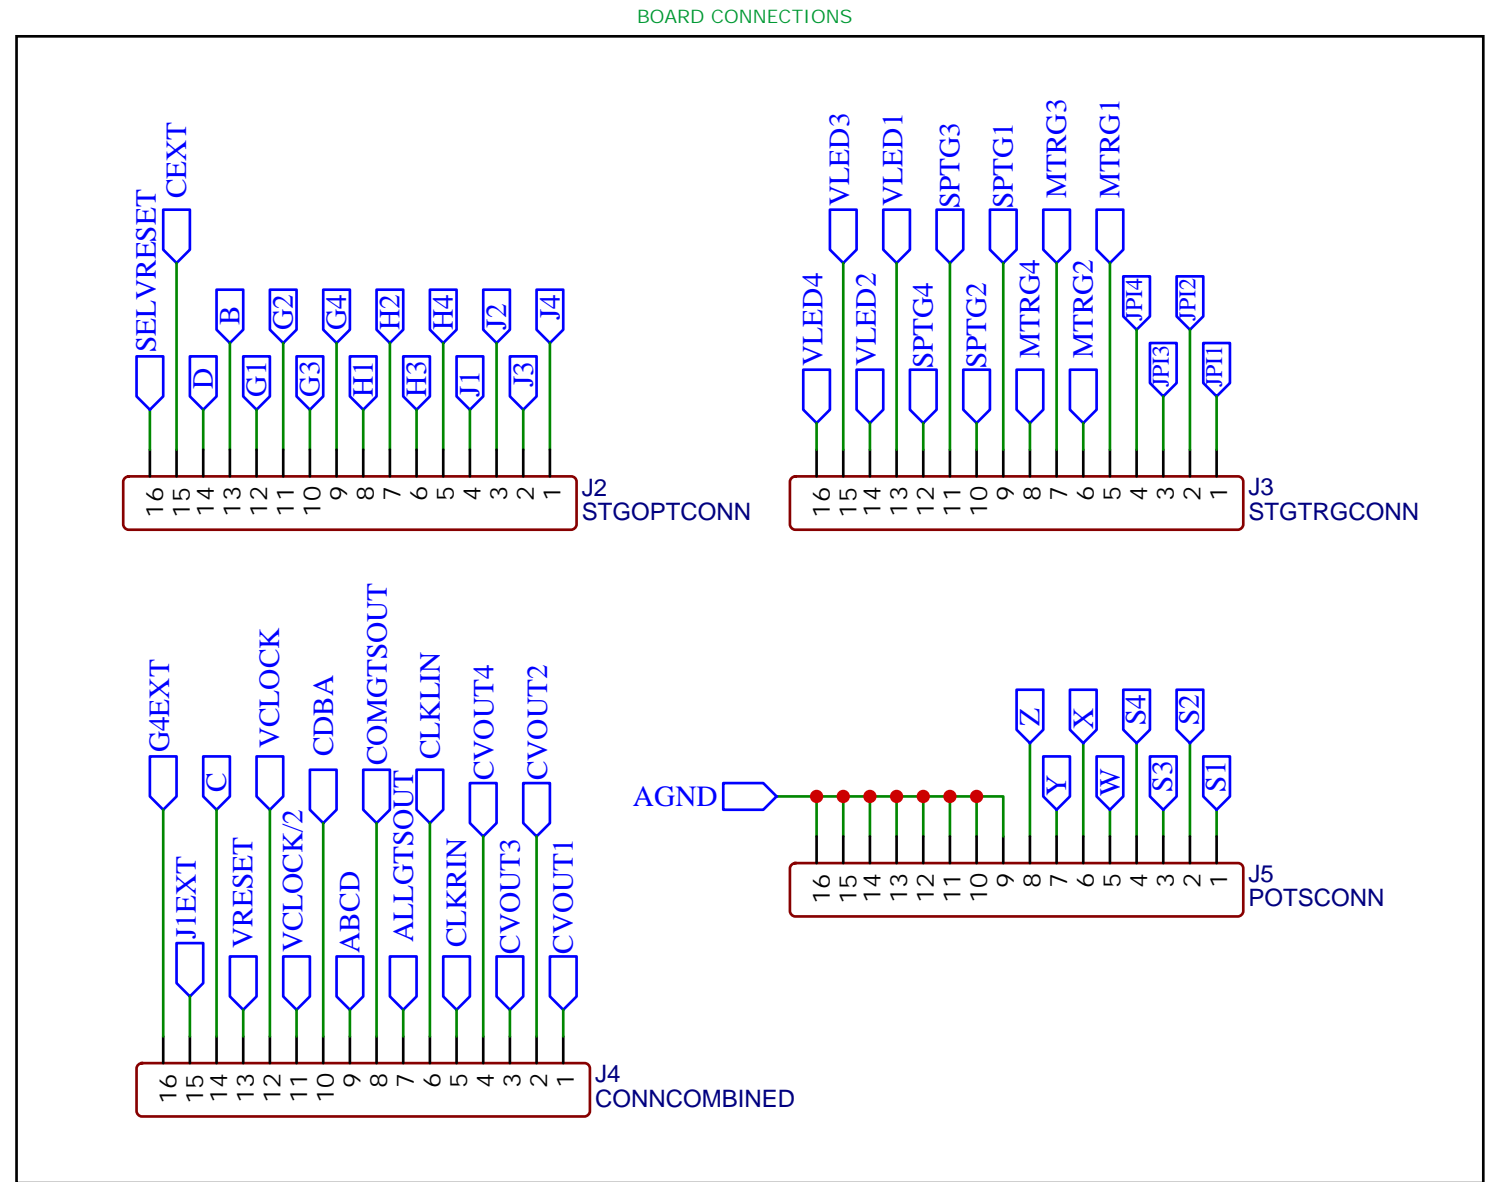 BOARD CONNECTIONS
SELVRESET
CEXT
D
B
G1
G2
G3
G4
H1
H2
H3
H4
J1
J2
J3
J4
16 15 14 13 12 11 10 9 8 7 6 5 4 3 2 1
J2
STGOPTCONN
VLED4
VLED3
VLED2
VLED1
SPTG4
SPTG3
SPTG2
SPTG1
MTRG4
MTRG3
MTRG2
MTRG1
JPI4
JPI3
JPI2
JPI1
16 15 14 13 12 11 10 9 8 7 6 5 4 3 2 1
J3
STGTRGCONN
G4EXT
J1EXT
C
VRESET
VCLOCK
VCLOCK/2
CDBA
ABCD
COMGTSOUT
ALLGTSOUT
CLKLIN
CLKRIN
CVOUT4
CVOUT3
CVOUT2
CVOUT1
16 15 14 13 12 11 10 9 8 7 6 5 4 3 2 1
J4
CONNCOMBINED
AGND
Z
Y
X
W
S4
S3
S2
S1
16 15 14 13 12 11 10 9 8 7 6 5 4 3 2 1
J5
POTSCONN